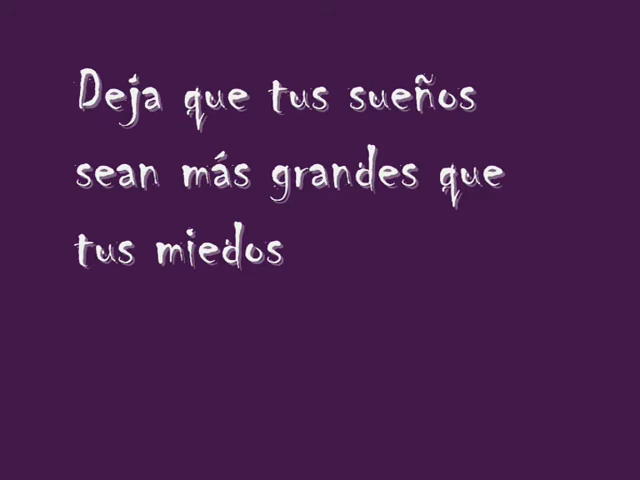 Deja que tus sueños
sean más grandes que
tus miedos